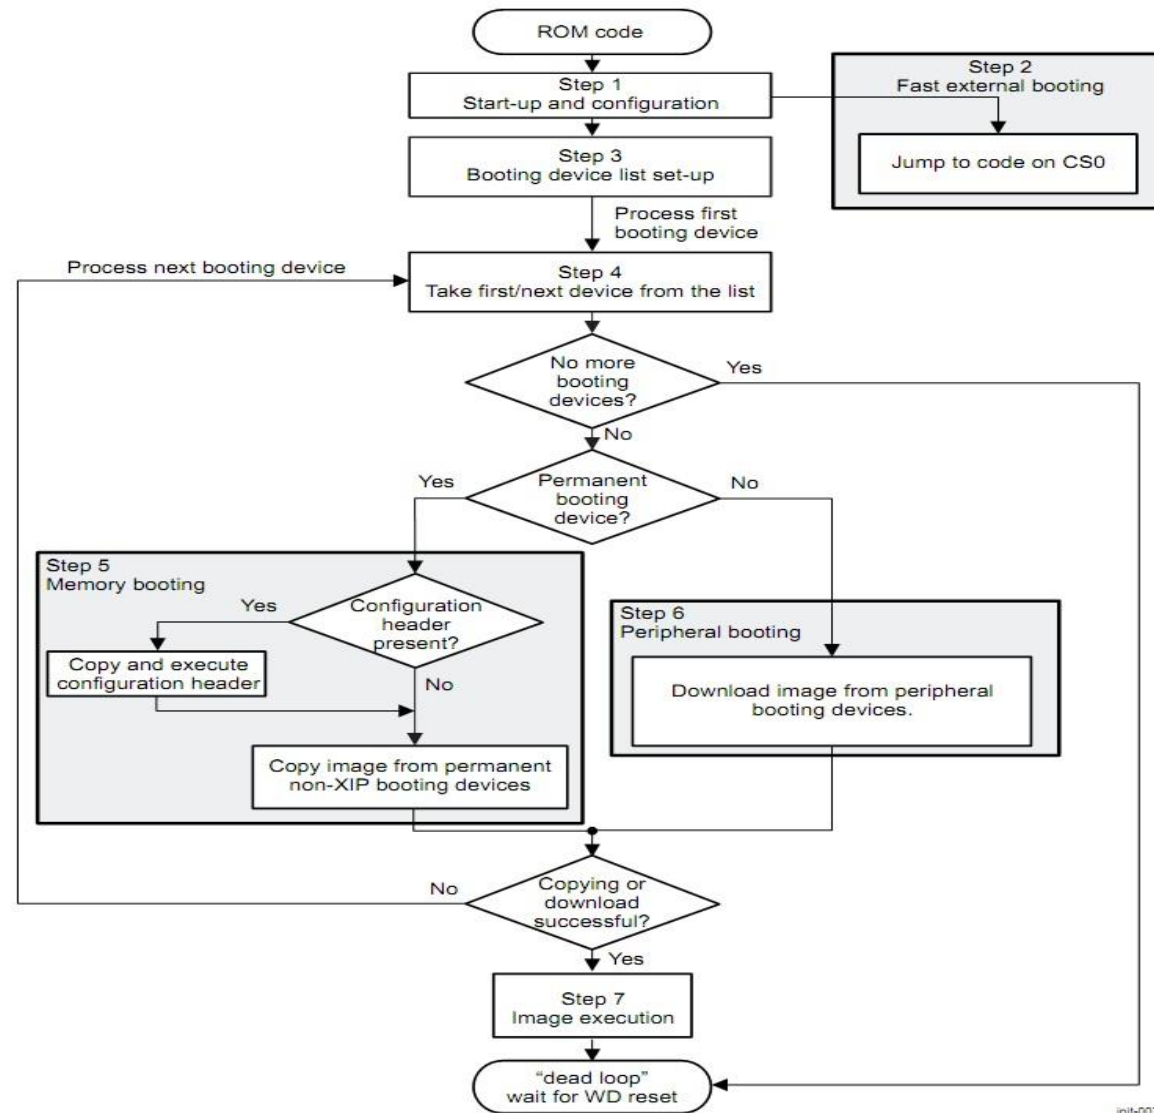 ROM code
Step 1
Start-up and configuration
Step 2
Fast external booting
Jump to code on CS0
Step 3
Booting device list set-up
Process first
booting device
Process next booting device
Step 4
Take first/next device from the list
No more
booting
devices?
Yes
No
Yes
Permanent
booting
device?
No
Step 5
Memory booting
Yes
Configuration
header
present?
Copy and execute
configuration header
No
Copy image from permanent
non-XIP booting devices
Step 6
Peripheral booting
Download image from peripheral
booting devices.
No
Copying or
download
successful?
Yes
Step 7
Image execution
“dead loop”
wait for WD reset